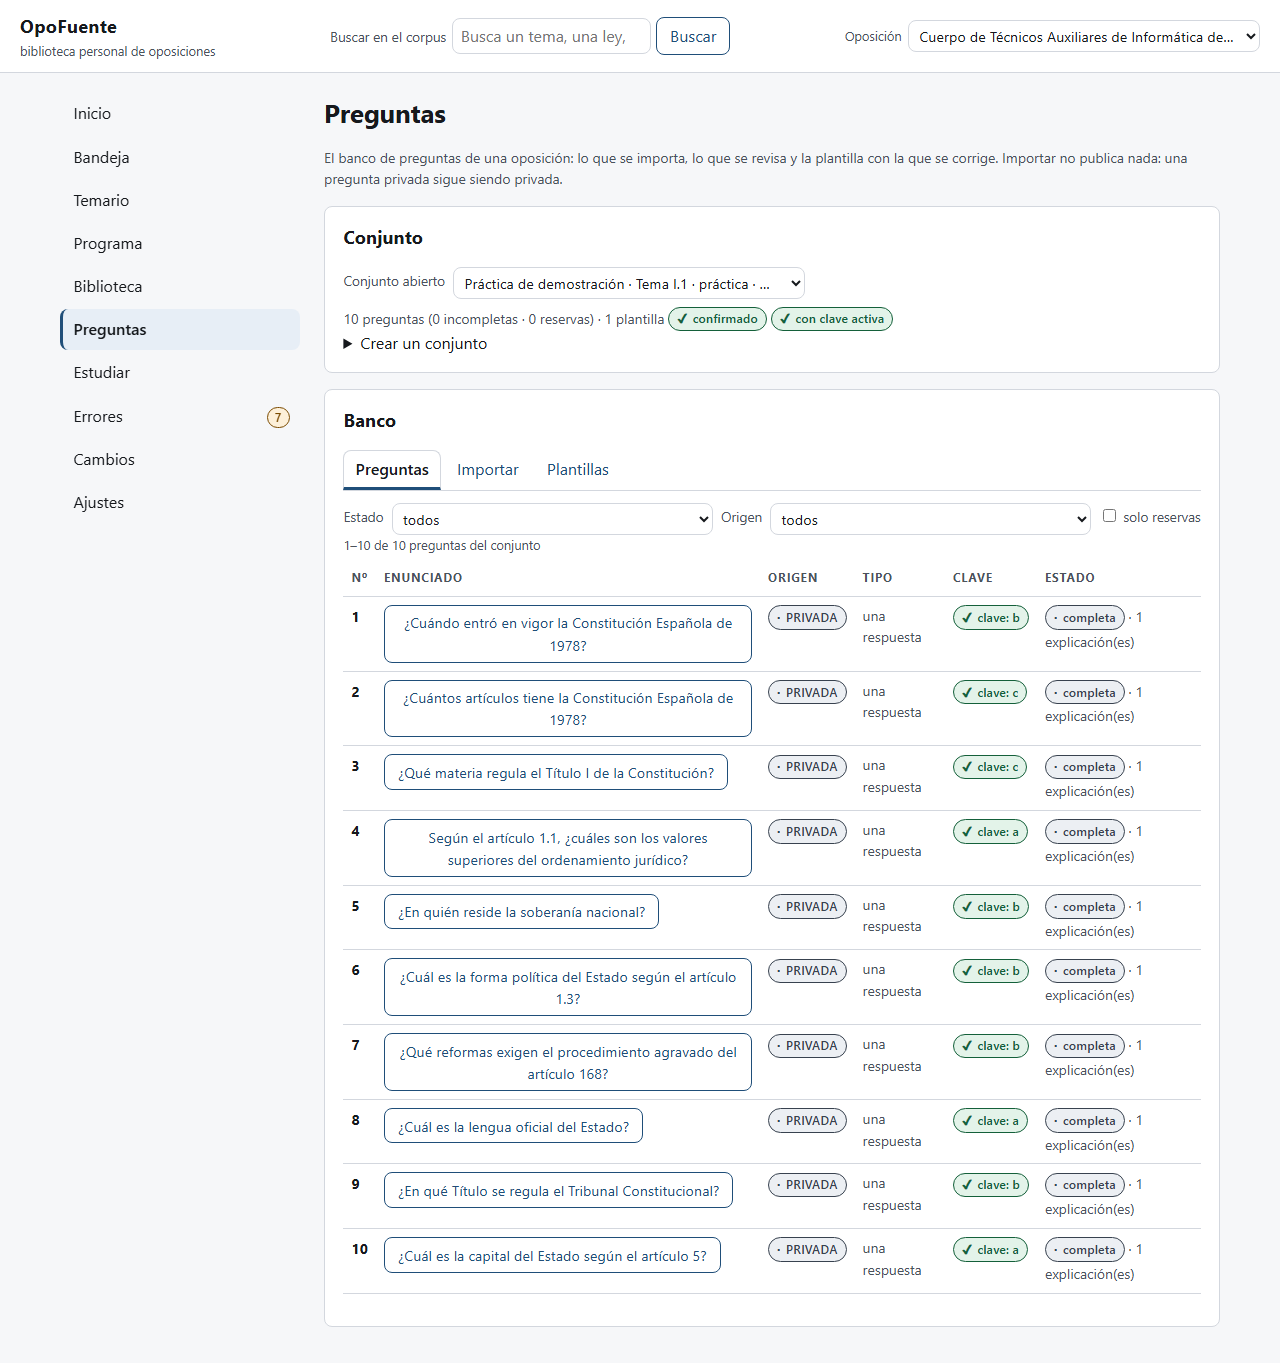 OpoFuente
biblioteca personal de oposiciones
Buscar en el corpus
Busca un tema, una ley,
Buscar
Oposición
Cuerpo de Técnicos Auxiliares de Informática de...
Inicio
Bandeja
Temario
Programa
Biblioteca
Preguntas
Estudiar
Errores 7
Cambios
Ajustes
Preguntas
El banco de preguntas de una oposición: lo que se importa, lo que se revisa y la plantilla con la que se corrige. Importar no publica nada: una
pregunta privada sigue siendo privada.
Conjunto
Conjunto abierto Práctica de demostración · Tema I.1 · práctica · ...
10 preguntas (0 incompletas · 0 reservas) · 1 plantilla ✓ confirmado ✓ con clave activa
▶ Crear un conjunto
Banco
Preguntas Importar Plantillas
Estado todos Origen todos solo reservas
1–10 de 10 preguntas del conjunto
Nº ENUNCIADO ORIGEN TIPO CLAVE ESTADO
1 ¿Cuándo entró en vigor la Constitución Española de
1978?
· PRIVADA
una
respuesta
✓ clave: b
· completa · 1
explicación(es)
2 ¿Cuántos artículos tiene la Constitución Española de
1978?
· PRIVADA
una
respuesta
✓ clave: c
· completa · 1
explicación(es)
3 ¿Qué materia regula el Título I de la Constitución?
· PRIVADA
una
respuesta
✓ clave: c
· completa · 1
explicación(es)
4 Según el artículo 1.1, ¿cuáles son los valores
superiores del ordenamiento jurídico?
· PRIVADA
una
respuesta
✓ clave: a
· completa · 1
explicación(es)
5 ¿En quién reside la soberanía nacional?
· PRIVADA
una
respuesta
✓ clave: b
· completa · 1
explicación(es)
6 ¿Cuál es la forma política del Estado según el artículo
1.3?
· PRIVADA
una
respuesta
✓ clave: b
· completa · 1
explicación(es)
7 ¿Qué reformas exigen el procedimiento agravado del
artículo 168?
· PRIVADA
una
respuesta
✓ clave: b
· completa · 1
explicación(es)
8 ¿Cuál es la lengua oficial del Estado?
· PRIVADA
una
respuesta
✓ clave: a
· completa · 1
explicación(es)
9 ¿En qué Título se regula el Tribunal Constitucional?
· PRIVADA
una
respuesta
✓ clave: b
· completa · 1
explicación(es)
10 ¿Cuál es la capital del Estado según el artículo 5?
· PRIVADA
una
respuesta
✓ clave: a
· completa · 1
explicación(es)